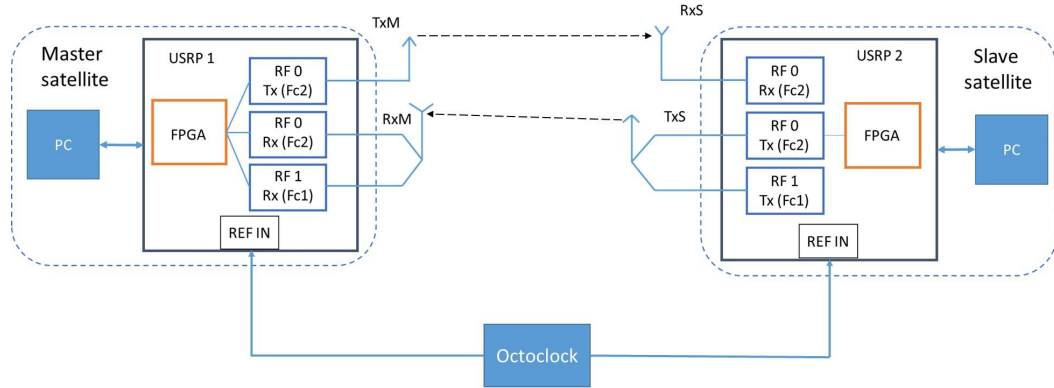 TxM
RxS
Master
satellite
USRP 1
RF 0
Tx (Fc2)
FPGA
RF 0
Rx (Fc2)
RF 1
Rx (Fc1)
PC
REF IN
RxM
TxS
USRP 2
Slave
satellite
RF 0
Rx (Fc2)
RF 0
Tx (Fc2)
FPGA
RF 1
Tx (Fc1)
PC
REF IN
Octoclock